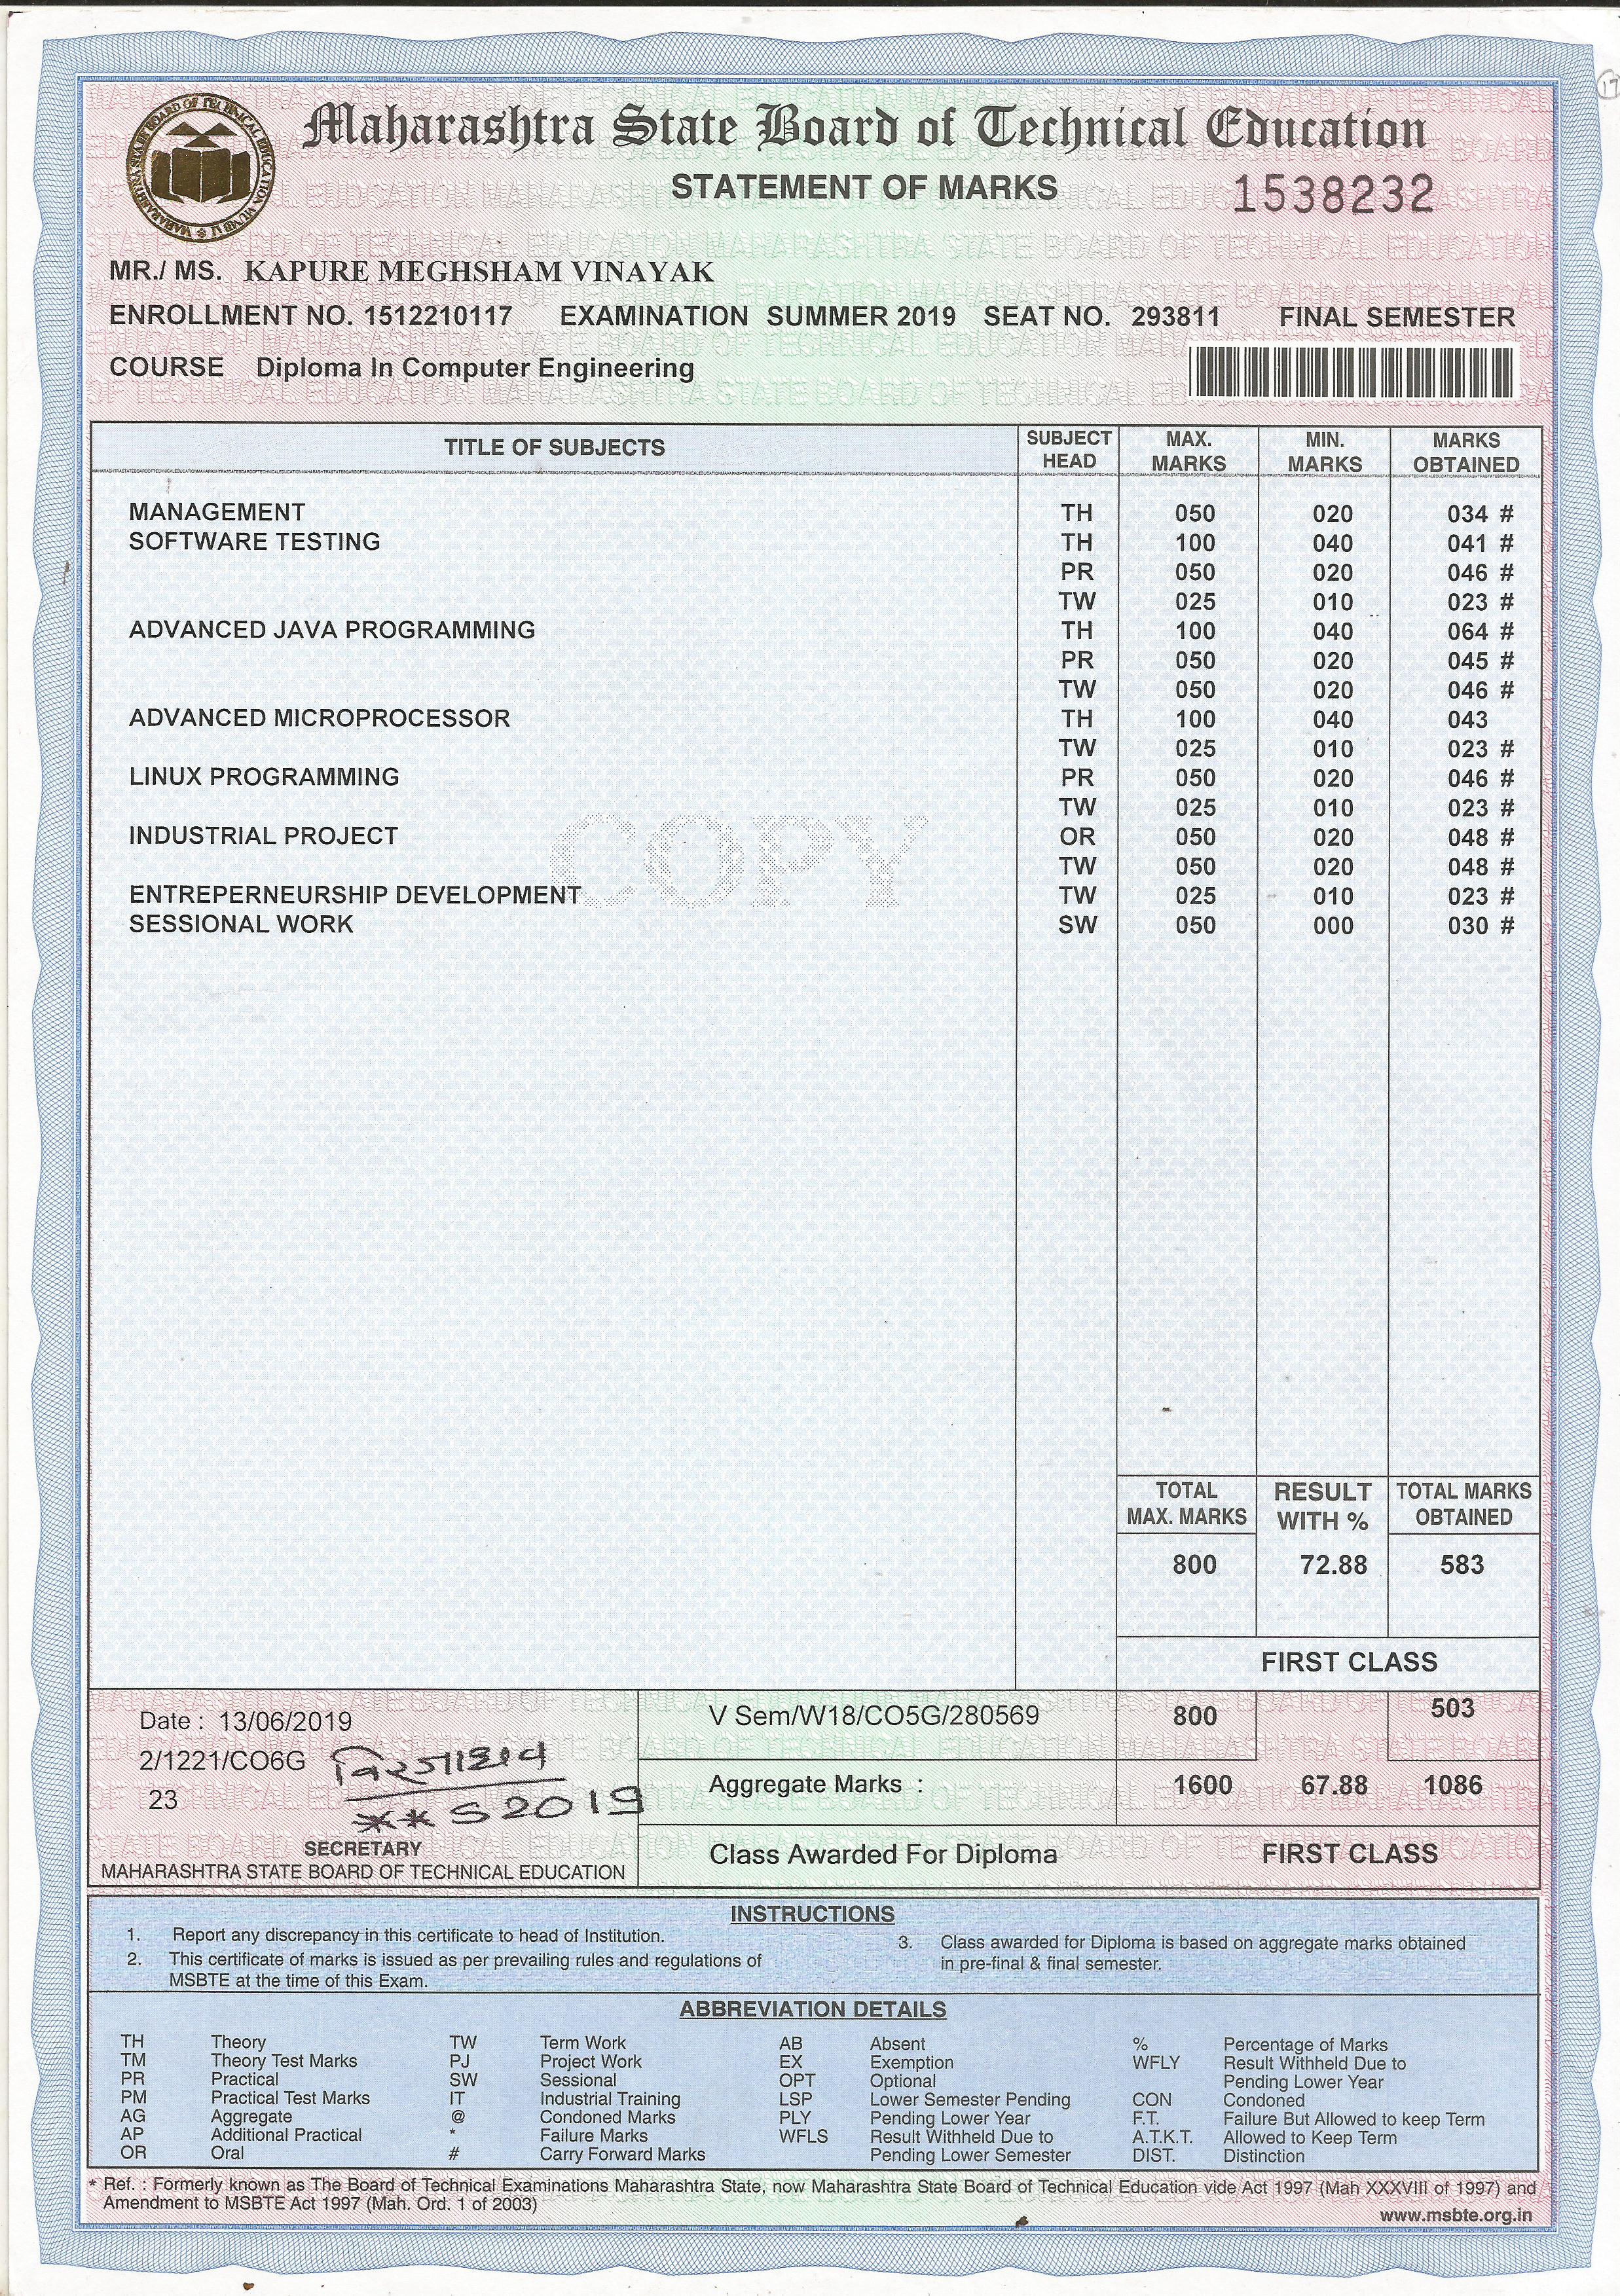 Maharashtra State Board of Technical Education
STATEMENT OF MARKS 1538232
MR./ MS. KAPURE MEGHSHAM VINAYAK
ENROLLMENT NO. 1512210117 EXAMINATION SUMMER 2019 SEAT NO. 293811 FINAL SEMESTER
COURSE Diploma In Computer Engineering
TITLE OF SUBJECTS SUBJECT HEAD MAX. MARKS MIN. MARKS MARKS OBTAINED
MANAGEMENT TH 050 020 034 #
SOFTWARE TESTING TH 100 040 041 #
PR 050 020 046 #
TW 025 010 023 #
ADVANCED JAVA PROGRAMMING TH 100 040 064 #
PR 050 020 045 #
TW 050 020 046 #
ADVANCED MICROPROCESSOR TH 100 040 043
TW 025 010 023 #
LINUX PROGRAMMING PR 050 020 046 #
TW 025 010 023 #
INDUSTRIAL PROJECT OR 050 020 048 #
TW 050 020 048 #
ENTREPERNEURSHIP DEVELOPMENT TW 025 010 023 #
SESSIONAL WORK SW 050 000 030 #
COPY
TOTAL MAX. MARKS RESULT WITH % TOTAL MARKS OBTAINED
800 72.88 583
FIRST CLASS
Date : 13/06/2019
2/1221/CO6G
23
**S2019
SECRETARY
MAHARASHTRA STATE BOARD OF TECHNICAL EDUCATION
V Sem/W18/CO5G/280569 800 503
Aggregate Marks : 1600 67.88 1086
Class Awarded For Diploma FIRST CLASS
INSTRUCTIONS
1. Report any discrepancy in this certificate to head of Institution.
2. This certificate of marks is issued as per prevailing rules and regulations of
MSBTE at the time of this Exam.
3. Class awarded for Diploma is based on aggregate marks obtained
in pre-final & final semester.
ABBREVIATION DETAILS
TH Theory TW Term Work AB Absent % Percentage of Marks
TM Theory Test Marks PJ Project Work EX Exemption WFLY Result Withheld Due to
PR Practical SW Sessional OPT Optional Pending Lower Year
PM Practical Test Marks IT Industrial Training LSP Lower Semester Pending CON Condoned
AG Aggregate @ Condoned Marks PLY Pending Lower Year F.T. Failure But Allowed to keep Term
AP Additional Practical * Failure Marks WFLS Result Withheld Due to A.T.K.T. Allowed to Keep Term
OR Oral # Carry Forward Marks Pending Lower Semester DIST. Distinction
* Ref. : Formerly known as The Board of Technical Examinations Maharashtra State, now Maharashtra State Board of Technical Education vide Act 1997 (Mah XXXVIII of 1997) and
Amendment to MSBTE Act 1997 (Mah. Ord. 1 of 2003)
www.msbte.org.in